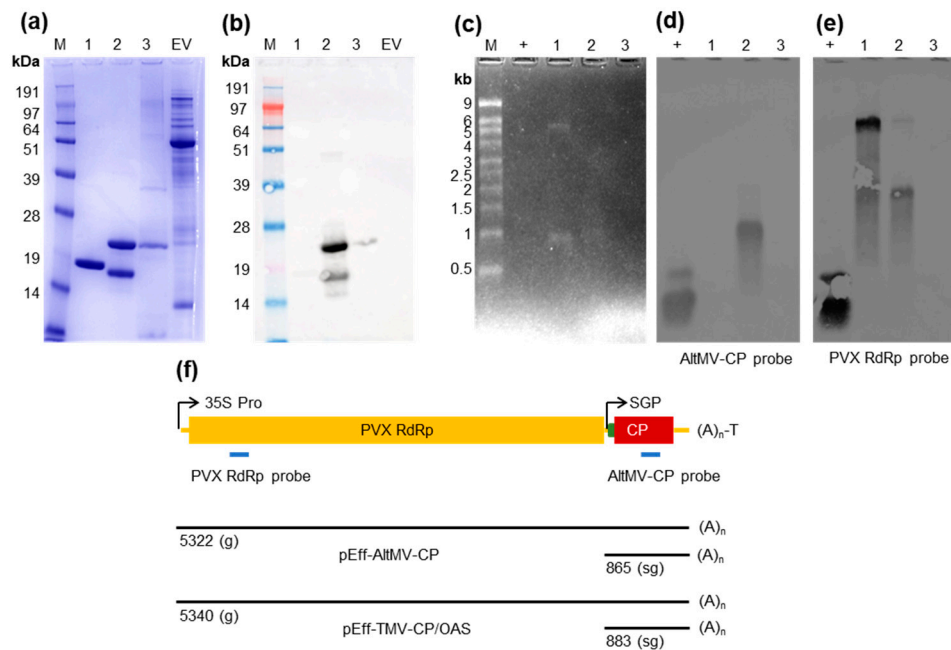 (a)
M 1 2 3 EV
kDa
191
97
64
51
39
28
19
14
(b)
M 1 2 3 EV
kDa
191
97
64
51
39
28
19
14
(c)
M + 1 2 3
kb
9
6
5
4
3
2.5
2
1.5
1
0.5
(d)
+ 1 2 3
AltMV-CP probe
(e)
+ 1 2 3
PVX RdRp probe
(f)
35S Pro
SGP
PVX RdRp
CP
(A)n-T
PVX RdRp probe
AltMV-CP probe
(A)n
5322 (g)
pEff-AltMV-CP
(A)n
865 (sg)
(A)n
5340 (g)
pEff-TMV-CP/OAS
(A)n
883 (sg)